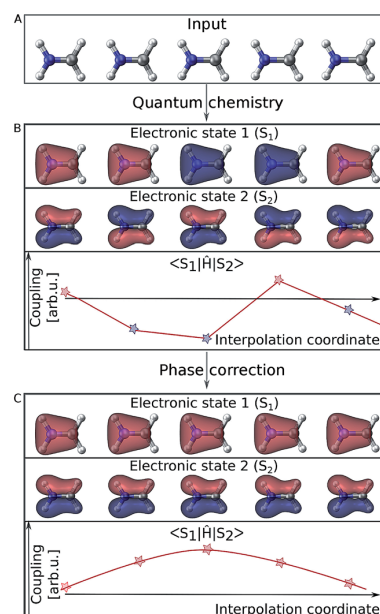 A
Input
Quantum chemistry
B
Electronic state 1 (S₁)
Electronic state 2 (S₂)
<S₁|Ĥ|S₂>
Coupling
[arb.u.]
Interpolation coordinate
Phase correction
C
Electronic state 1 (S₁)
Electronic state 2 (S₂)
<S₁|Ĥ|S₂>
Coupling
[arb.u.]
Interpolation coordinate